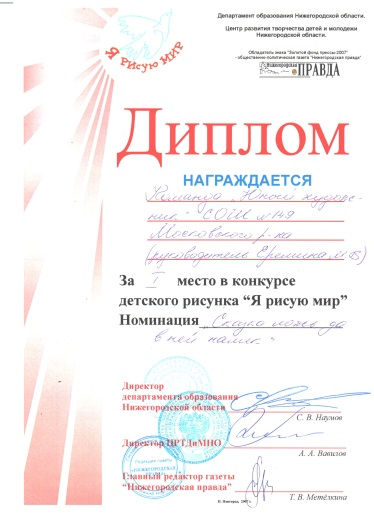 Департамент образования Нижегородской области.
Центр развития творчества детей и молодежи
Нижегородской области.
Обладатель знака "Золотой фонд прессы-2007"
- общественно-политическая газета "Нижегородская правда"
Нижегородская
ПРАВДА
Я РИСУЮ МИР
ДИПЛОМ
НАГРАЖДАЕТСЯ
Команда „Юный худож-
ник" СОШ №149
Московского р-на
(руководитель Еремина М.В)
За I место в конкурсе
детского рисунка “Я рисую мир”
Номинация „Сказка ложь да
в ней намек."
Директор
департамента образования
Нижегородской области
С. В. Наумов
Директор ЦРТДиМНО
А. А. Вавилов
Главный редактор газеты
“Нижегородская правда”
Т. В. Метёлкина
Н. Новгород, 2007 г.